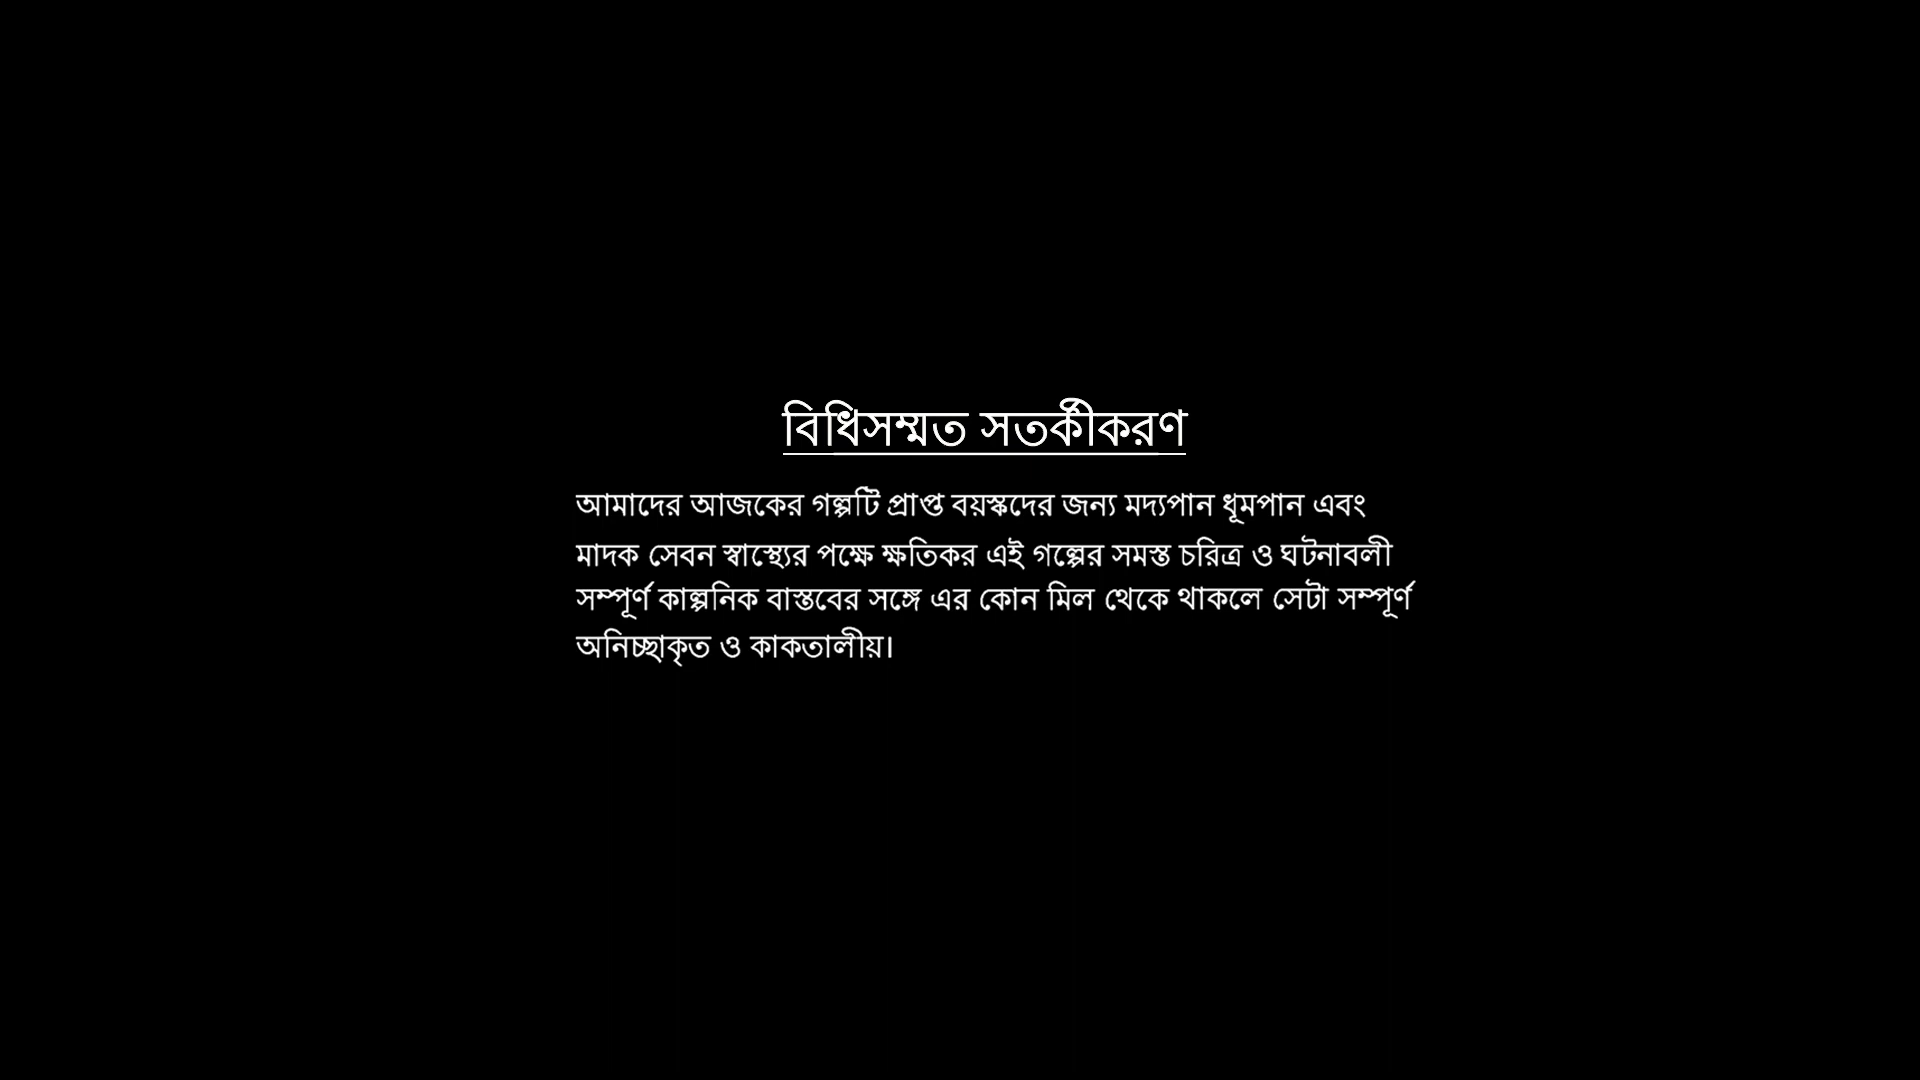 বিধিসম্মত সতর্কীকরণ
আমাদের আজকের গল্পটি প্রাপ্ত বয়স্কদের জন্য মদ্যপান ধূমপান এবং
মাদক সেবন স্বাস্থ্যের পক্ষে ক্ষতিকর এই গল্পের সমস্ত চরিত্র ও ঘটনাবলী
সম্পূর্ণ কাল্পনিক বাস্তবের সঙ্গে এর কোন মিল থেকে থাকলে সেটা সম্পূর্ণ
অনিচ্ছাকৃত ও কাকতালীয়।